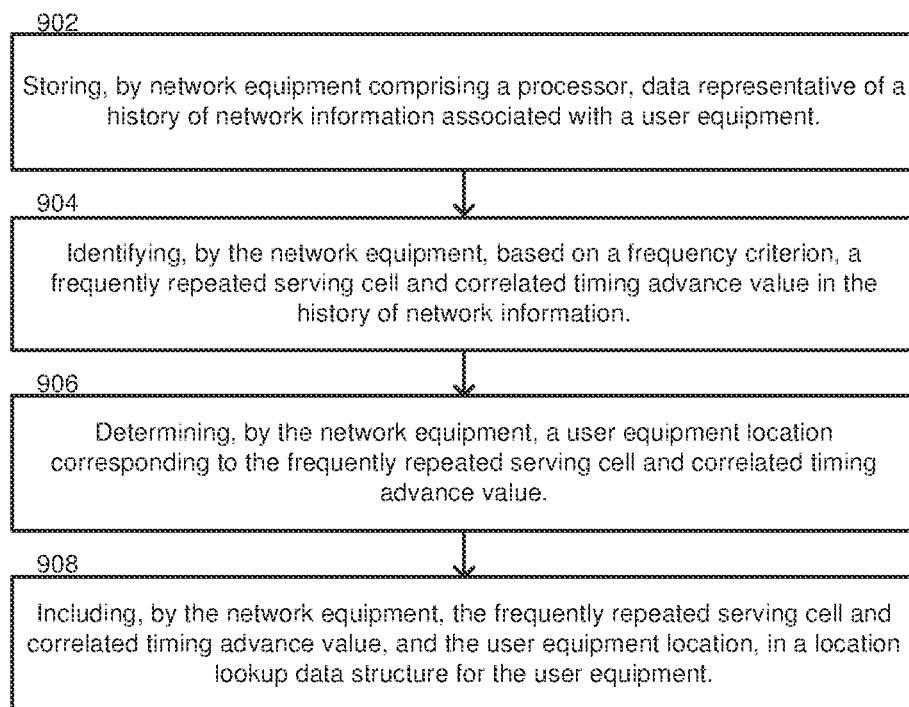 902
Storing, by network equipment comprising a processor, data representative of a
history of network information associated with a user equipment.
904
Identifying, by the network equipment, based on a frequency criterion, a
frequently repeated serving cell and correlated timing advance value in the
history of network information.
906
Determining, by the network equipment, a user equipment location
corresponding to the frequently repeated serving cell and correlated timing
advance value.
908
Including, by the network equipment, the frequently repeated serving cell and
correlated timing advance value, and the user equipment location, in a location
lookup data structure for the user equipment.